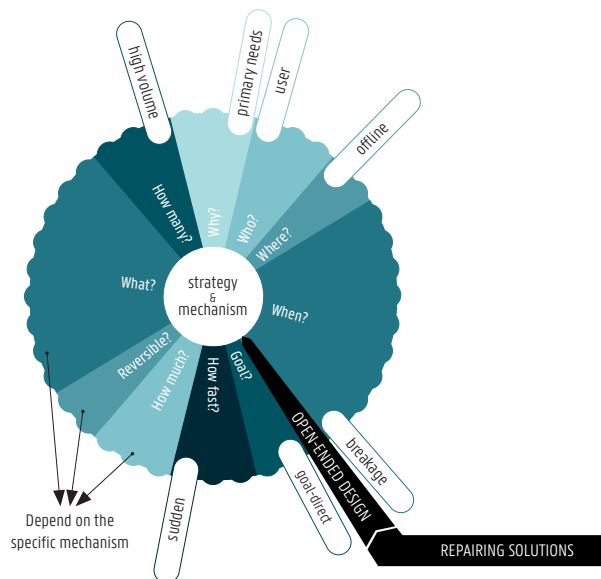 high volume
primary needs
user
offline
How many?
Why?
Who?
Where?
What?
strategy
&
mechanism
When?
Reversible?
How much?
How fast?
Goal?
OPEN-ENDED DESIGN
breakage
goal-direct
sudden
Depend on the
specific mechanism
REPAIRING SOLUTIONS